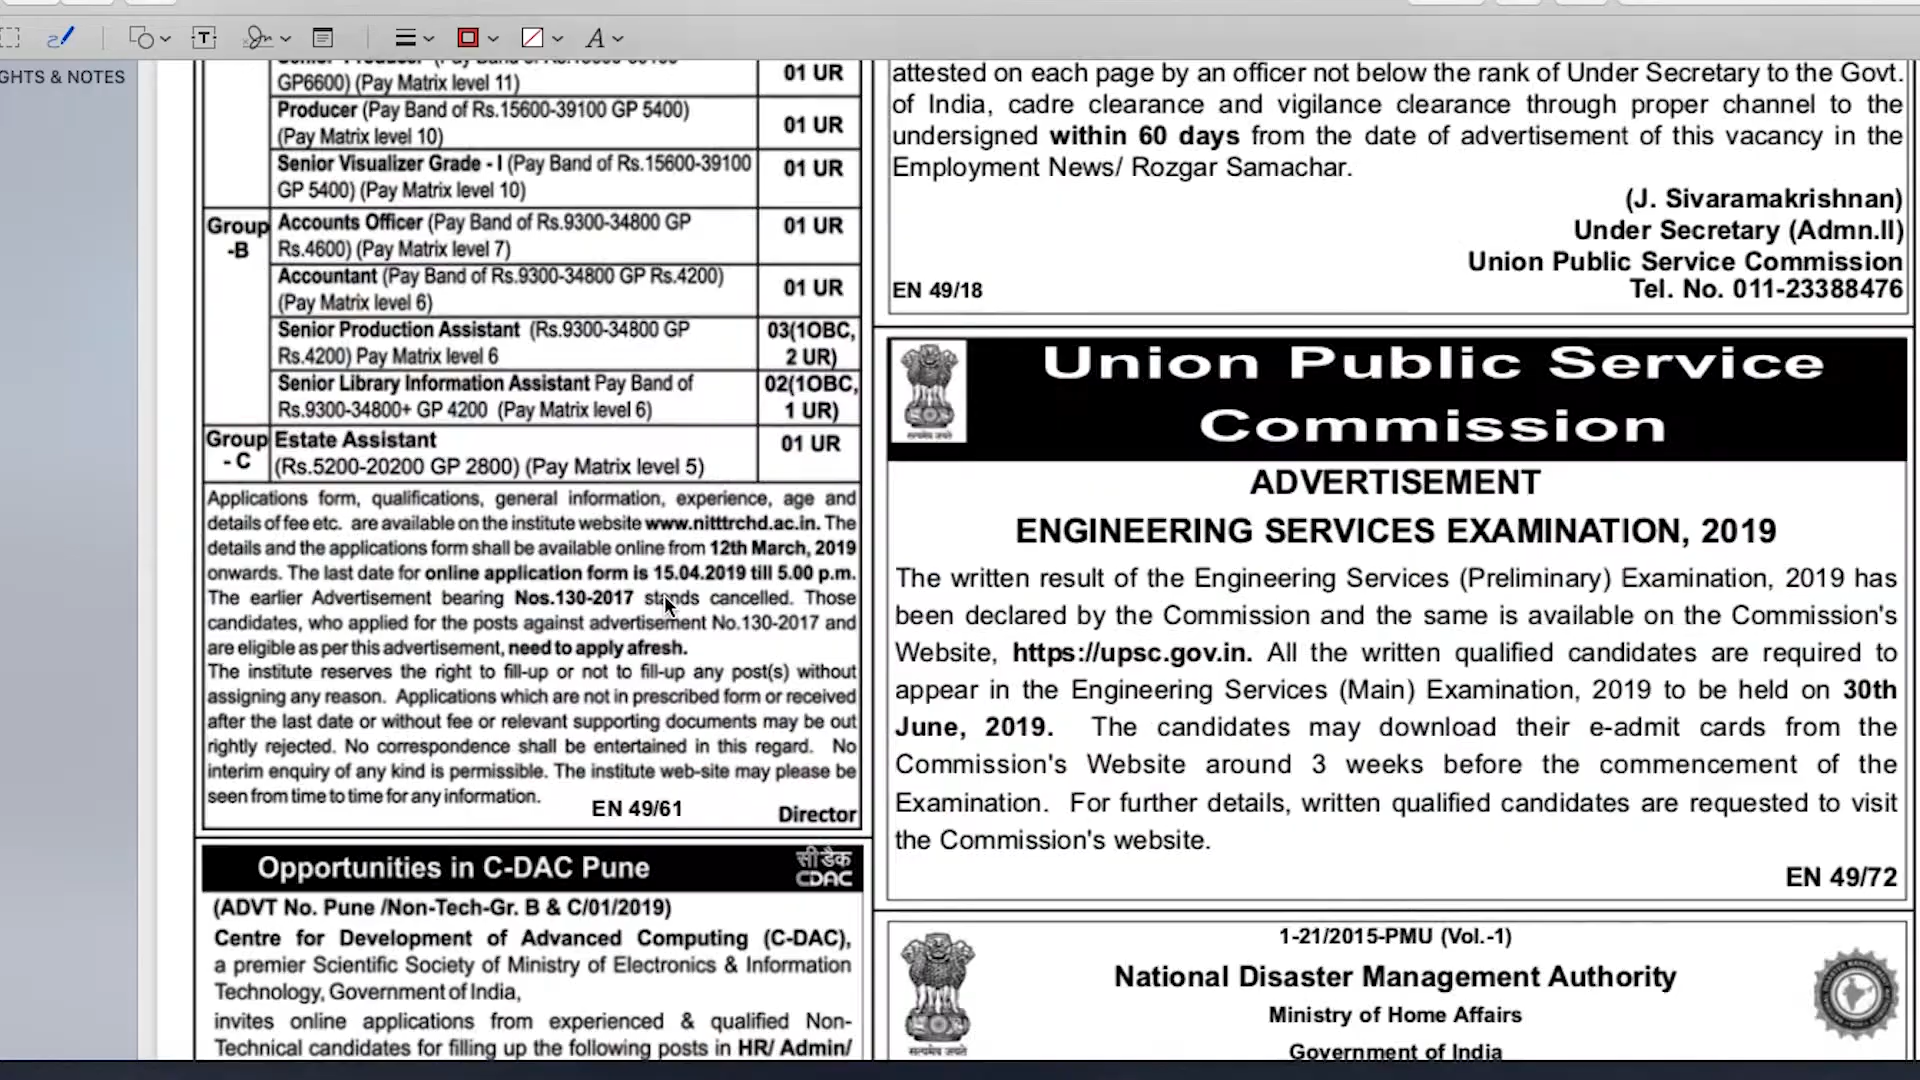 GHTS & NOTES
GP6600) (Pay Matrix level 11)
01 UR
Producer (Pay Band of Rs.15600-39100 GP 5400)
(Pay Matrix level 10)
01 UR
Senior Visualizer Grade - I (Pay Band of Rs.15600-39100
GP 5400) (Pay Matrix level 10)
01 UR
Group
-B
Accounts Officer (Pay Band of Rs.9300-34800 GP
Rs.4600) (Pay Matrix level 7)
01 UR
Accountant (Pay Band of Rs.9300-34800 GP Rs.4200)
(Pay Matrix level 6)
01 UR
Senior Production Assistant (Rs.9300-34800 GP
Rs.4200) Pay Matrix level 6
03(1OBC,
2 UR)
Senior Library Information Assistant Pay Band of
Rs.9300-34800+ GP 4200 (Pay Matrix level 6)
02(1OBC,
1 UR)
Group
- C
Estate Assistant
(Rs.5200-20200 GP 2800) (Pay Matrix level 5)
01 UR
Applications form, qualifications, general information, experience, age and
details of fee etc. are available on the institute website www.nitttrchd.ac.in. The
details and the applications form shall be available online from 12th March, 2019
onwards. The last date for online application form is 15.04.2019 till 5.00 p.m.
The earlier Advertisement bearing Nos.130-2017 stands cancelled. Those
candidates, who applied for the posts against advertisement No.130-2017 and
are eligible as per this advertisement, need to apply afresh.
The institute reserves the right to fill-up or not to fill-up any post(s) without
assigning any reason. Applications which are not in prescribed form or received
after the last date or without fee or relevant supporting documents may be out
rightly rejected. No correspondence shall be entertained in this regard. No
interim enquiry of any kind is permissible. The institute web-site may please be
seen from time to time for any information.
EN 49/61
Director
Opportunities in C-DAC Pune
सी डैक
CDAC
(ADVT No. Pune /Non-Tech-Gr. B & C/01/2019)
Centre for Development of Advanced Computing (C-DAC),
a premier Scientific Society of Ministry of Electronics & Information
Technology, Government of India,
invites online applications from experienced & qualified Non-
Technical candidates for filling up the following posts in HR/ Admin/
attested on each page by an officer not below the rank of Under Secretary to the Govt.
of India, cadre clearance and vigilance clearance through proper channel to the
undersigned within 60 days from the date of advertisement of this vacancy in the
Employment News/ Rozgar Samachar.
(J. Sivaramakrishnan)
Under Secretary (Admn.II)
Union Public Service Commission
Tel. No. 011-23388476
EN 49/18
Union Public Service
Commission
सत्यमेव जयते
ADVERTISEMENT
ENGINEERING SERVICES EXAMINATION, 2019
The written result of the Engineering Services (Preliminary) Examination, 2019 has
been declared by the Commission and the same is available on the Commission's
Website, https://upsc.gov.in. All the written qualified candidates are required to
appear in the Engineering Services (Main) Examination, 2019 to be held on 30th
June, 2019. The candidates may download their e-admit cards from the
Commission's Website around 3 weeks before the commencement of the
Examination. For further details, written qualified candidates are requested to visit
the Commission's website.
EN 49/72
1-21/2015-PMU (Vol.-1)
National Disaster Management Authority
Ministry of Home Affairs
Government of India
सत्यमेव जयते